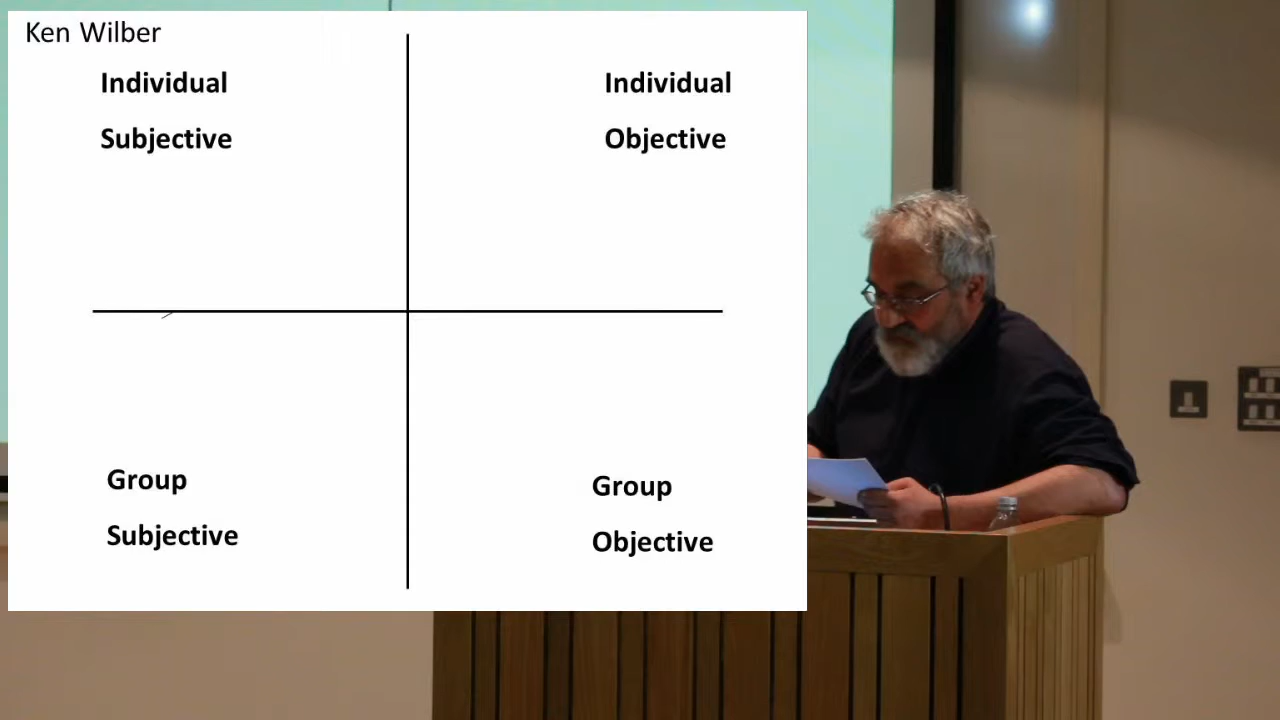 Ken Wilber
Individual
Subjective
Individual
Objective
Group
Subjective
Group
Objective